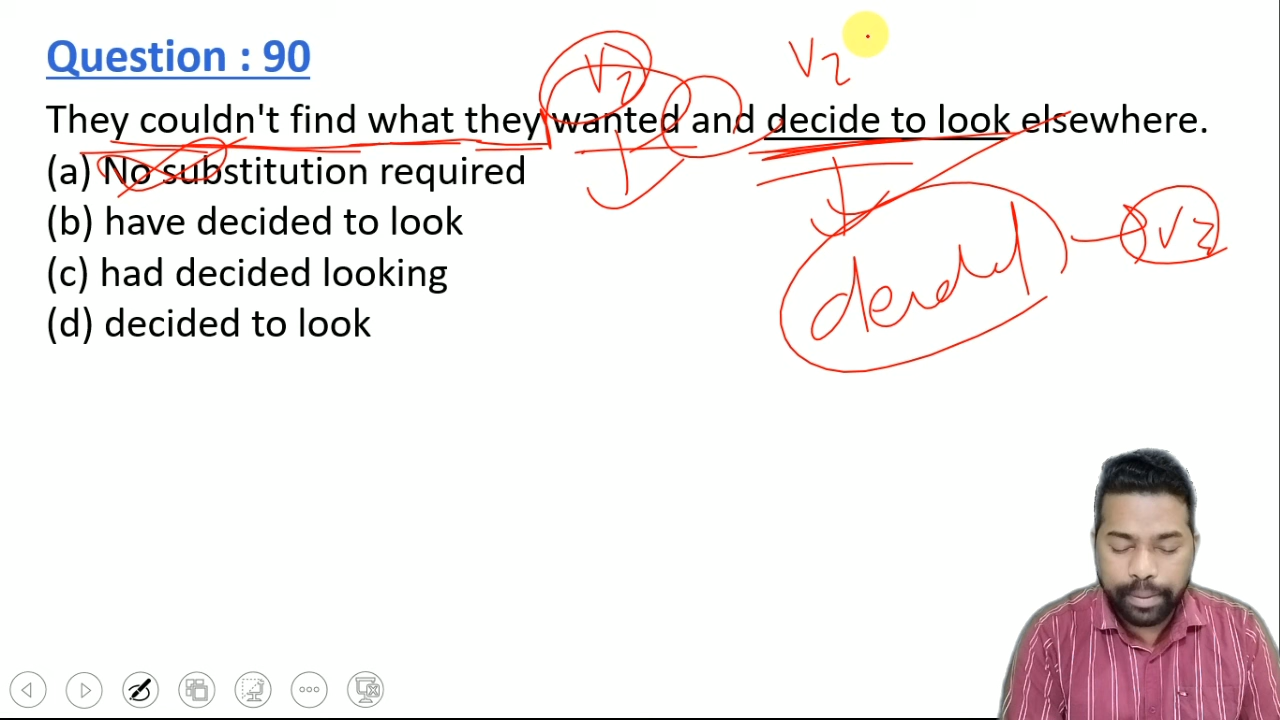 Question : 90
V2 V2
They couldn't find what they wanted and decide to look elsewhere.
(a) No substitution required
(b) have decided to look
(c) had decided looking
(d) decided to look
decided V2